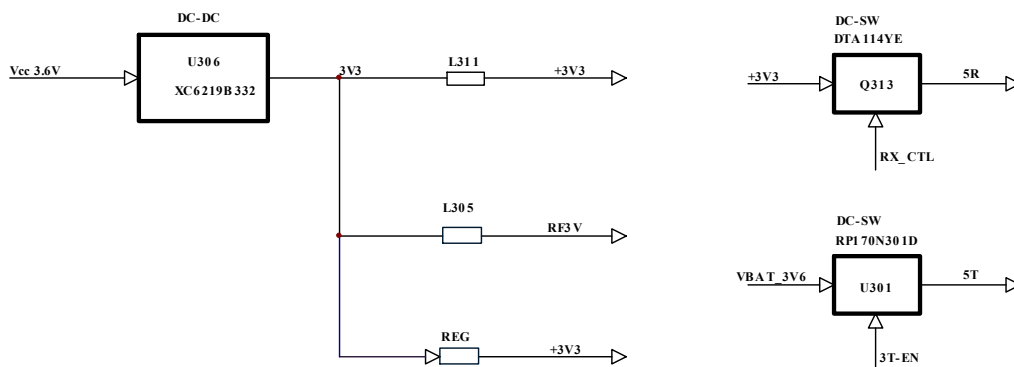 DC-DC
Vcc 3.6V
U306
XC6219B332
3V3
L311
+3V3
L305
RF3V
REG
+3V3
DC-SW
DTA114YE
+3V3
Q313
5R
RX_CTL
DC-SW
RP170N301D
VBAT_3V6
U301
5T
3T-EN